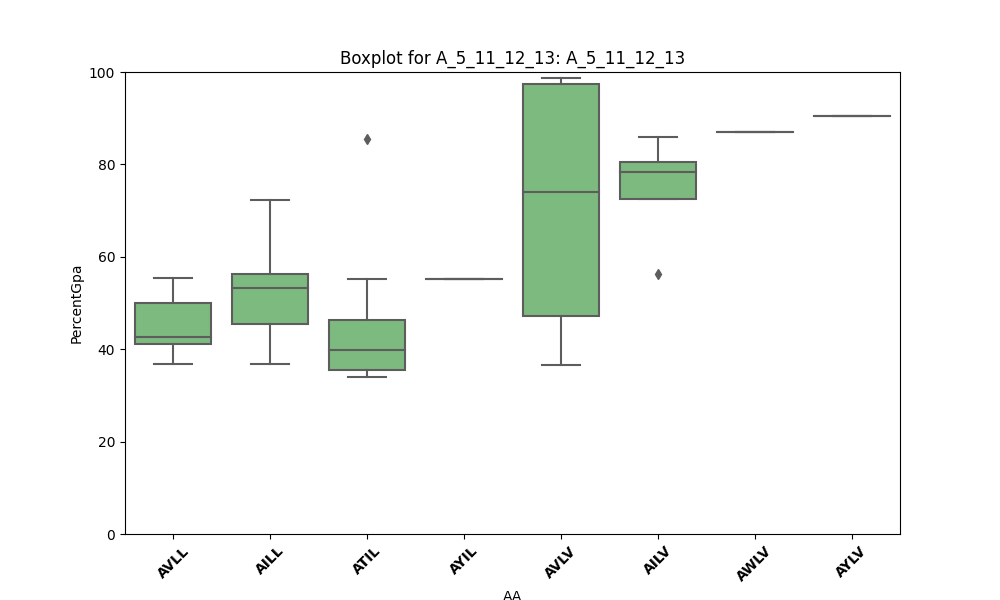 Boxplot for A_5_11_12_13: A_5_11_12_13
PercentGpa
100
80
60
40
20
0
AVLL
AILL
ATIL
AYIL
AVLV
AILV
AWLV
AYLV
AA